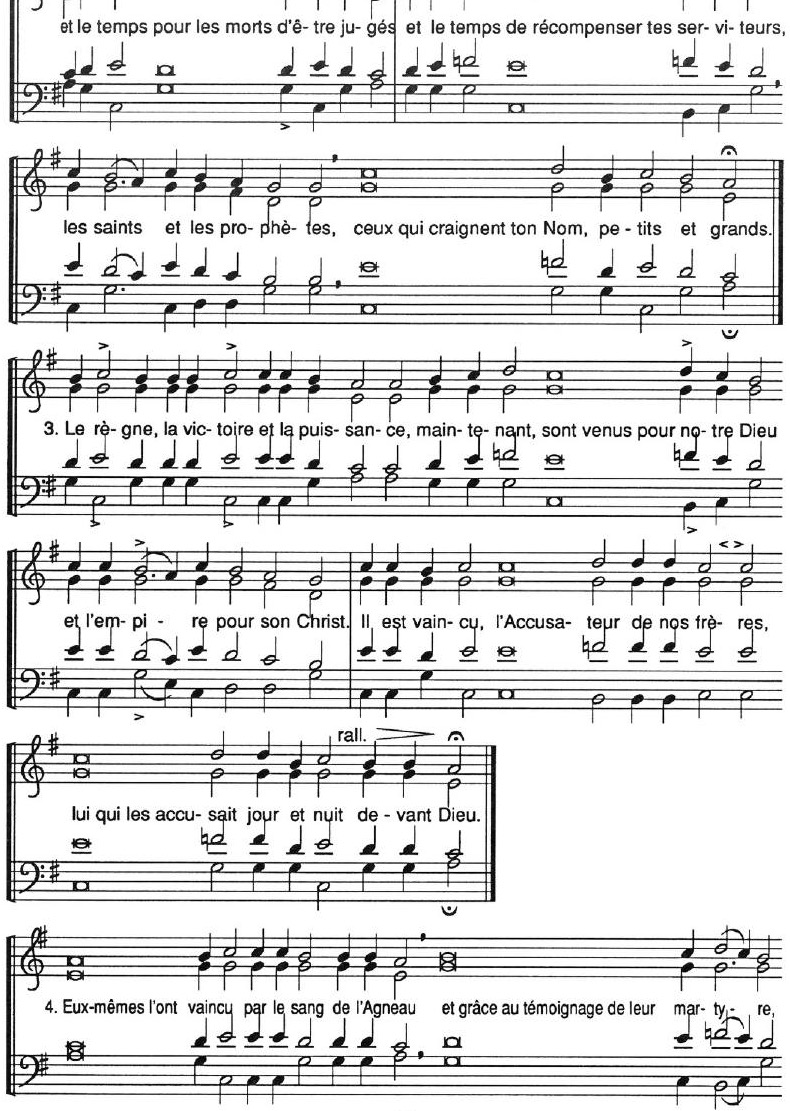 et le temps pour les morts d'ê- tre ju- gés et le temps de récompenser tes ser- vi- teurs,
les saints et les pro- phè- tes, ceux qui craignent ton Nom, pe - tits et grands.
3. Le rè- gne, la vic- toire et la puis- san- ce, main- te- nant, sont venus pour no- tre Dieu
et l'em- pi - re pour son Christ. Il est vain- cu, l'Accusa- teur de nos frè- res,
rall.
lui qui les accu- sait jour et nuit de - vant Dieu.
4. Eux-mêmes l'ont vaincu par le sang de l'Agneau et grâce au témoignage de leur mar- ty - re,